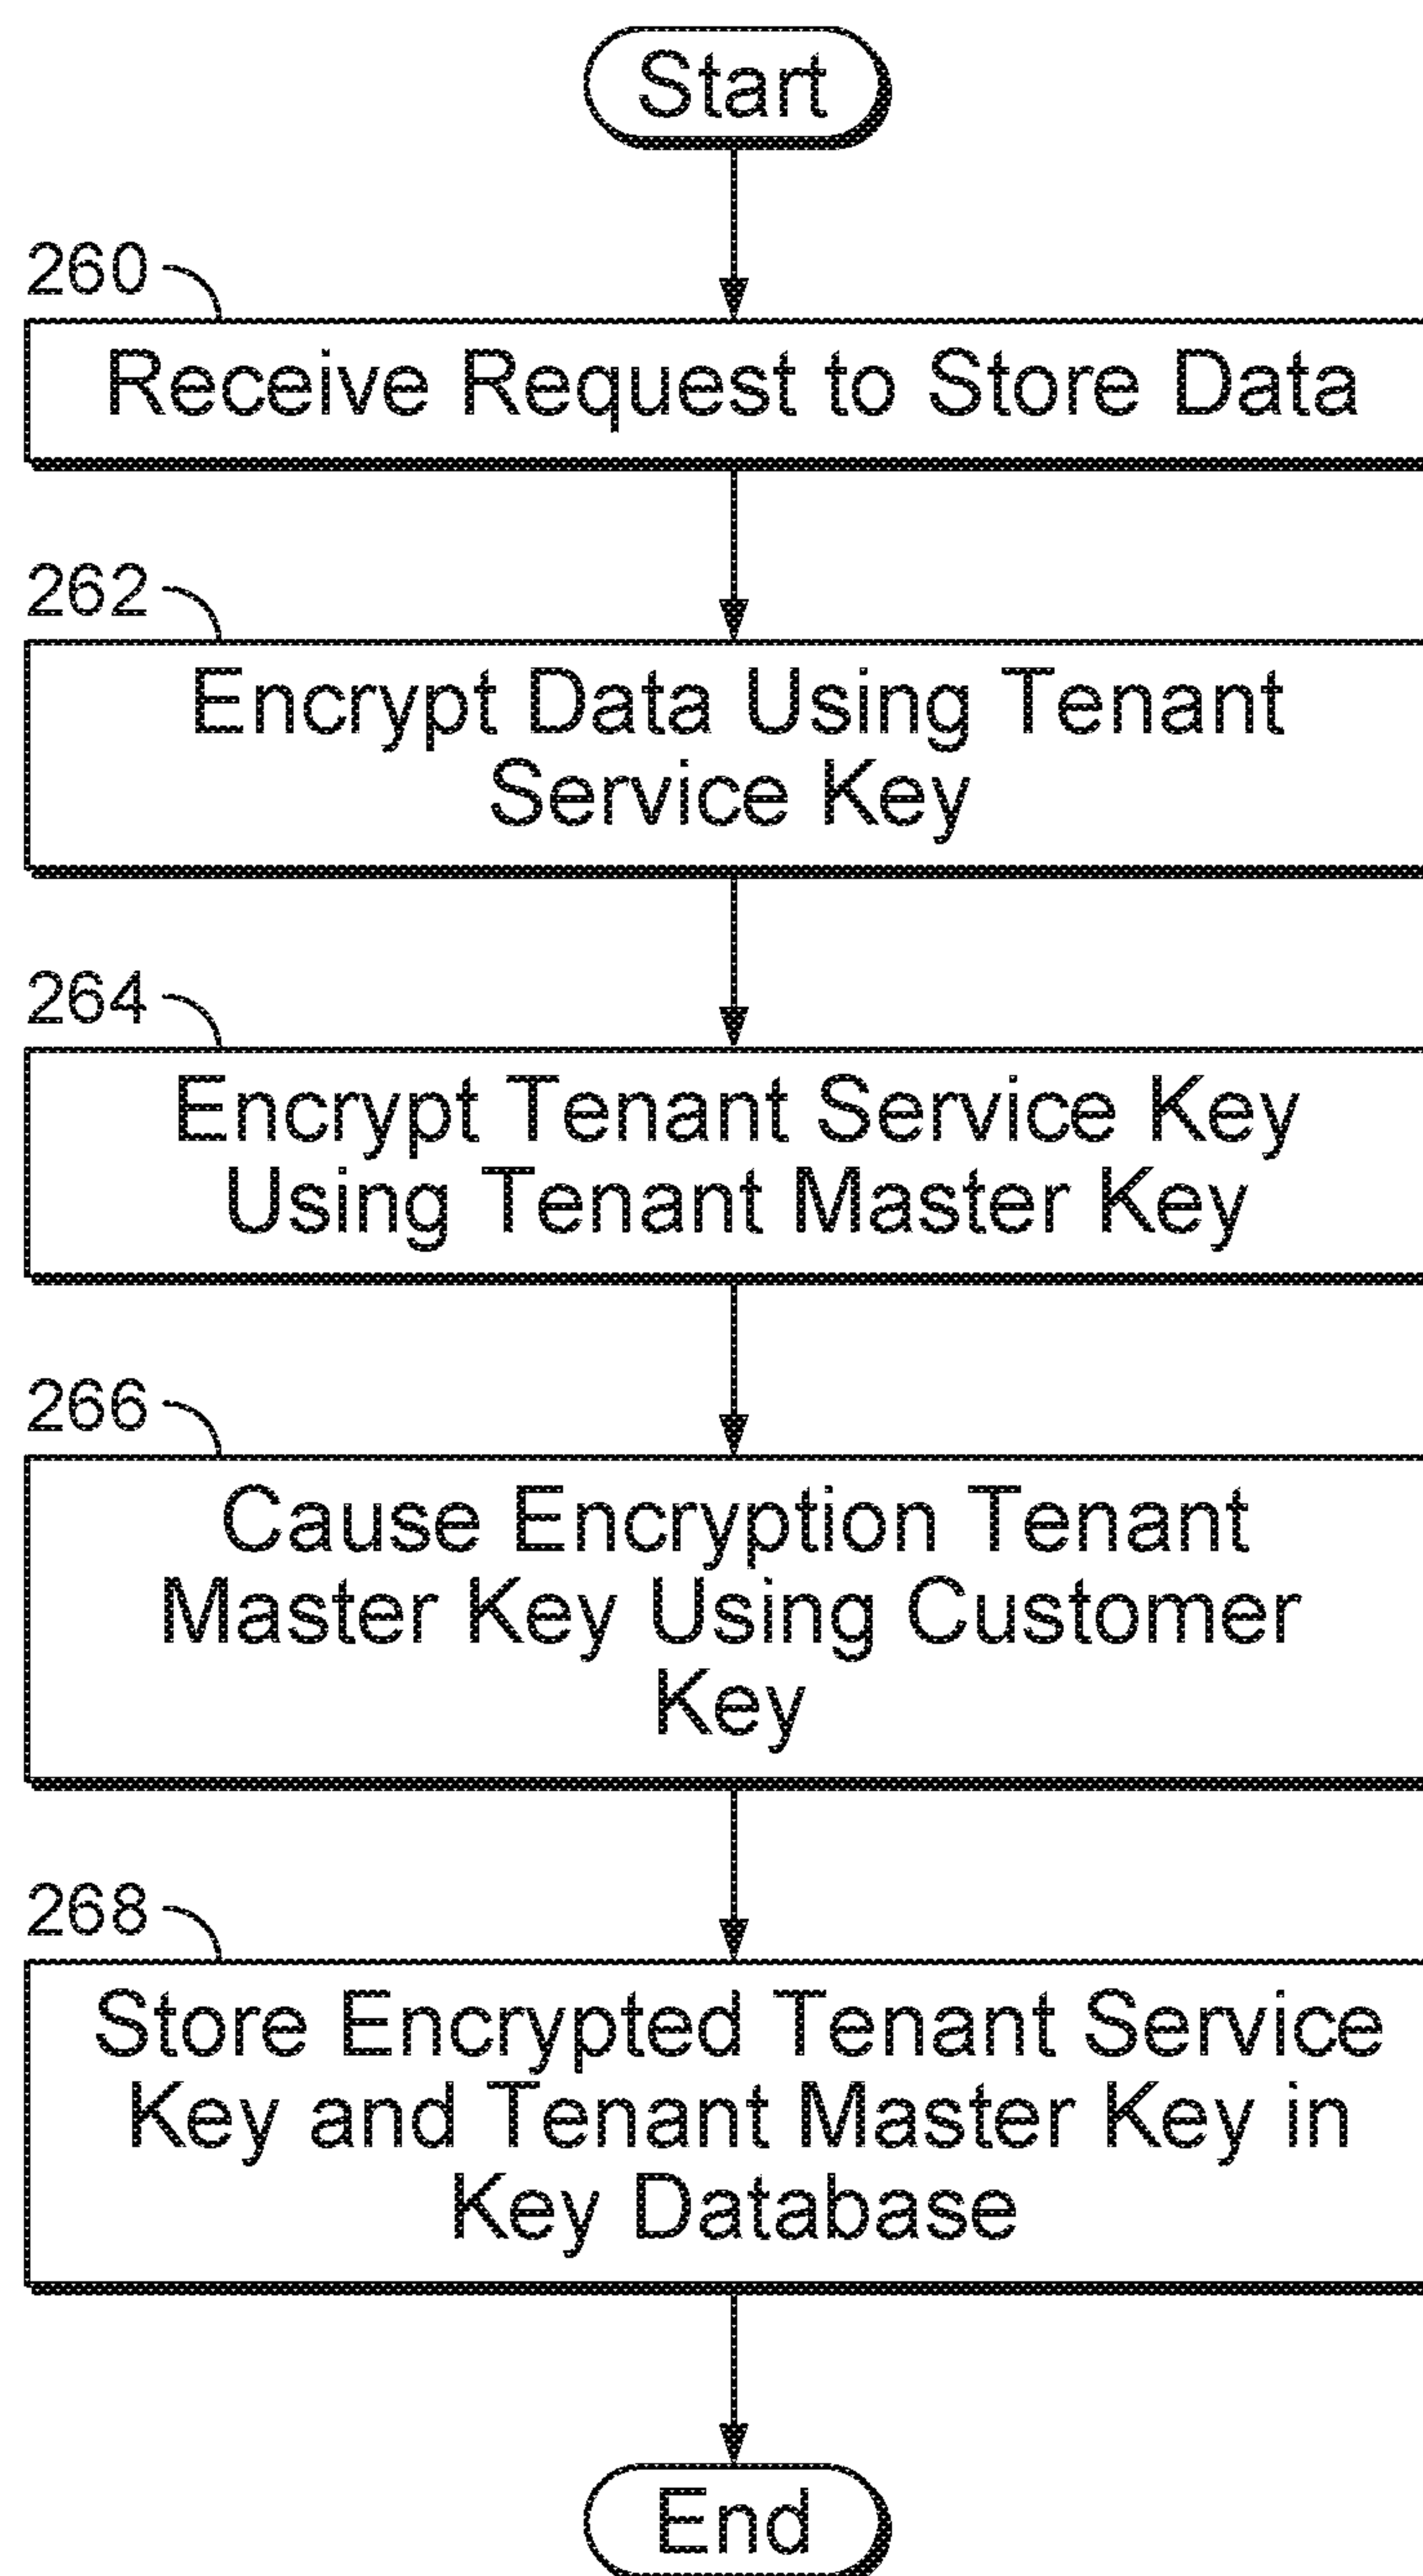 Start
260
Receive Request to Store Data
262
Encrypt Data Using Tenant
Service Key
264
Encrypt Tenant Service Key
Using Tenant Master Key
266
Cause Encryption Tenant
Master Key Using Customer
Key
268
Store Encrypted Tenant Service
Key and Tenant Master Key in
Key Database
End